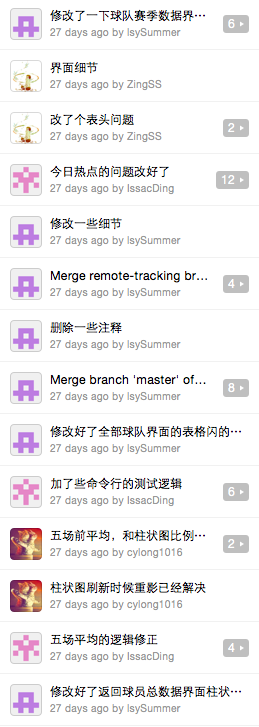 修改了一下球队赛季数据界…
6
27 days ago by lsySummer
界面细节
27 days ago by ZingSS
改了个表头问题
2
27 days ago by ZingSS
今日热点的问题改好了
12
27 days ago by IssacDing
修改一些细节
27 days ago by lsySummer
Merge remote-tracking br…
4
27 days ago by lsySummer
删除一些注释
27 days ago by lsySummer
Merge branch 'master' of…
8
27 days ago by lsySummer
修改好了全部球队界面的表格闪的…
27 days ago by lsySummer
加了些命令行的测试逻辑
6
27 days ago by IssacDing
五场前平均，和柱状图比例…
2
27 days ago by cylong1016
柱状图刷新时候重影已经解决
27 days ago by cylong1016
五场平均的逻辑修正
4
27 days ago by IssacDing
修改好了返回球员总数据界面柱状…
27 days ago by lsySummer